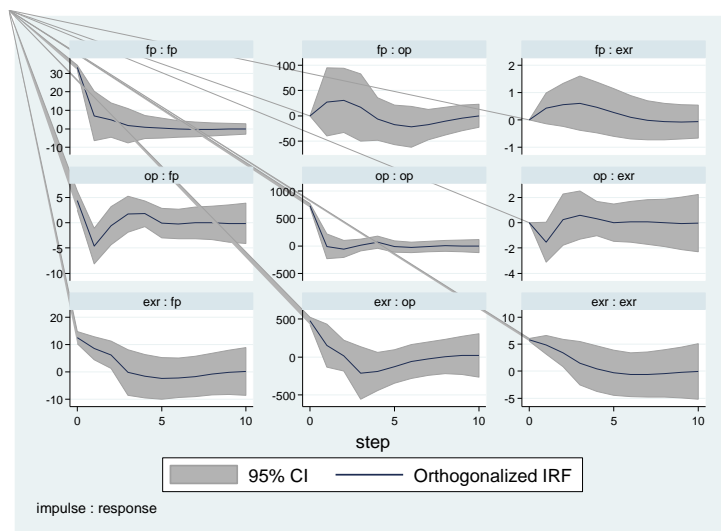 fp : fp
fp : op
fp : exr
30
20
10
0
-10
100
50
0
-50
2
1
0
-1
op : fp
op : op
op : exr
10
5
0
-5
-10
1000
500
0
-500
2
0
-2
-4
exr : fp
exr : op
exr : exr
20
10
0
-10
500
0
-500
10
5
0
-5
0 5 10
0 5 10
0 5 10
step
95% CI Orthogonalized IRF
impulse : response